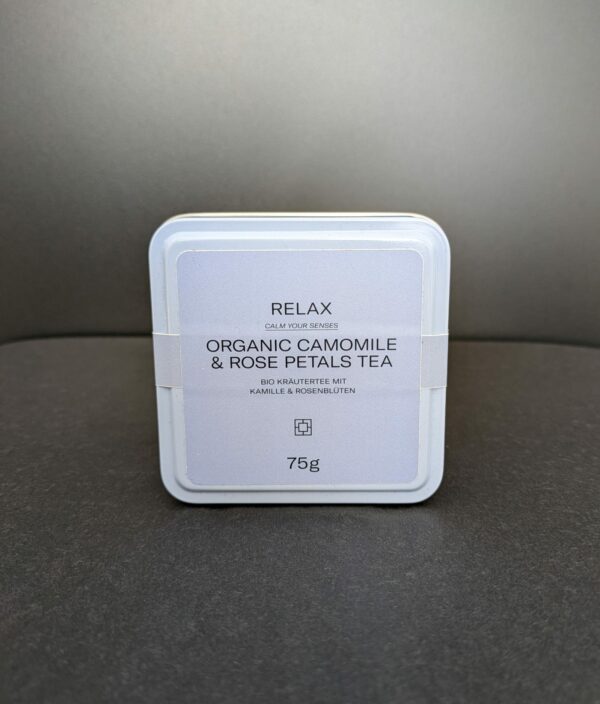 RELAX
CALM YOUR SENSES
ORGANIC CAMOMILE
& ROSE PETALS TEA
BIO KRÄUTERTEE MIT
KAMILLE & ROSENBLÜTEN
75g